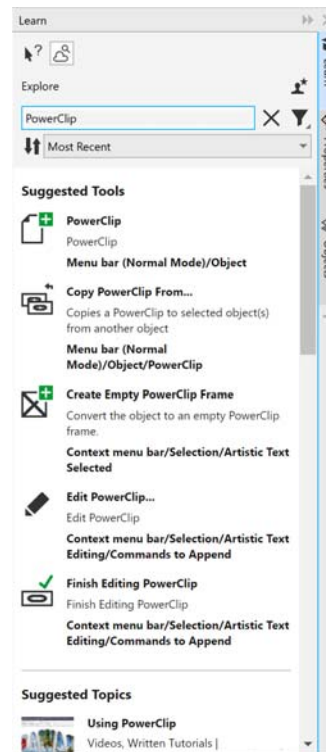 Learn
?
Explore
PowerClip
Most Recent
Suggested Tools
PowerClip
PowerClip
Menu bar (Normal Mode)/Object
Copy PowerClip From...
Copies a PowerClip to selected object(s)
from another object
Menu bar (Normal
Mode)/Object/PowerClip
Create Empty PowerClip Frame
Convert the object to an empty PowerClip
frame.
Context menu bar/Selection/Artistic Text
Selected
Edit PowerClip...
Edit PowerClip
Context menu bar/Selection/Artistic Text
Editing/Commands to Append
Finish Editing PowerClip
Finish Editing PowerClip
Context menu bar/Selection/Artistic Text
Editing/Commands to Append
Suggested Topics
Using PowerClip
Videos, Written Tutorials |